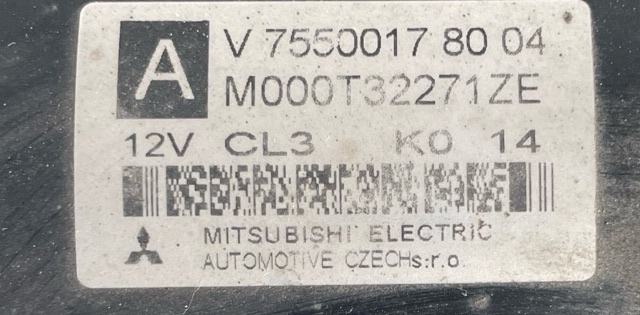 A
V 7550017 80 04
M000T32271ZE
12V CL3 K0 14
MITSUBISHI ELECTRIC
AUTOMOTIVE CZECHs:r.o.